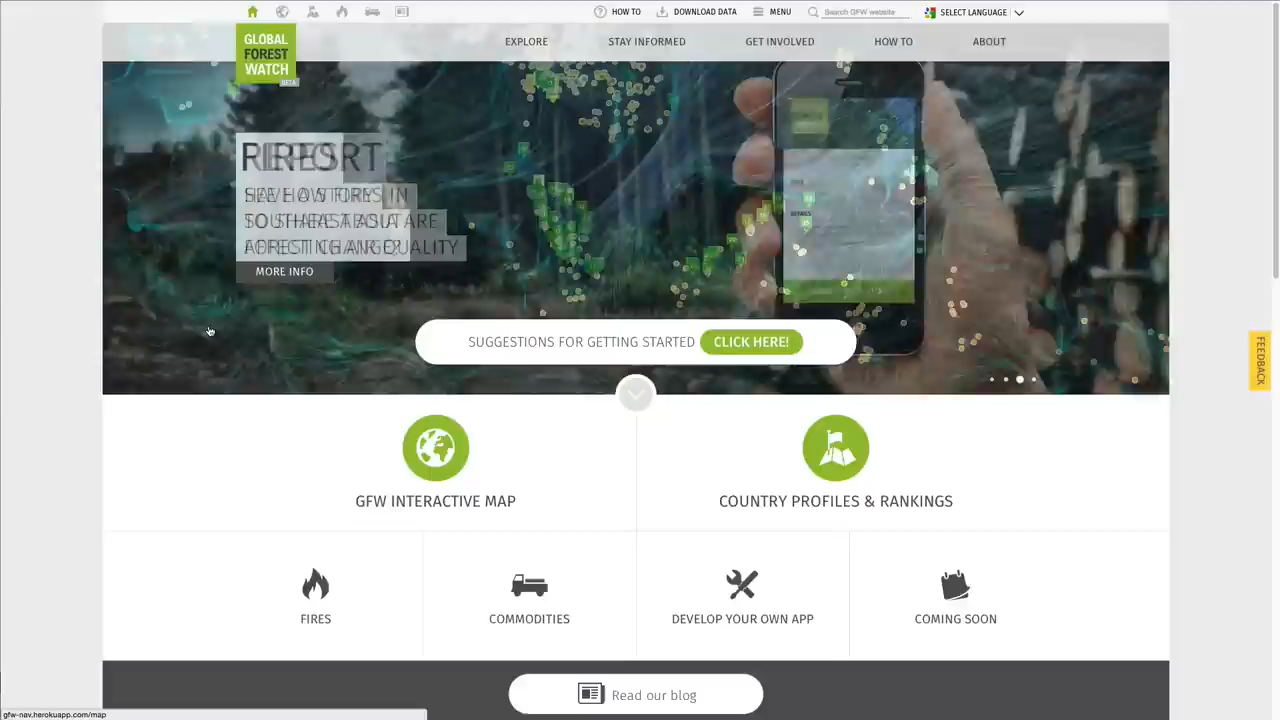 HOW TO
DOWNLOAD DATA
MENU
Search GFW website
SELECT LANGUAGE
GLOBAL
FOREST
WATCH
BETA
EXPLORE
STAY INFORMED
GET INVOLVED
HOW TO
ABOUT
MORE INFO
SUGGESTIONS FOR GETTING STARTED
CLICK HERE!
FEEDBACK
GFW INTERACTIVE MAP
COUNTRY PROFILES & RANKINGS
FIRES
COMMODITIES
DEVELOP YOUR OWN APP
COMING SOON
Read our blog
gfw-nav.herokuapp.com/map